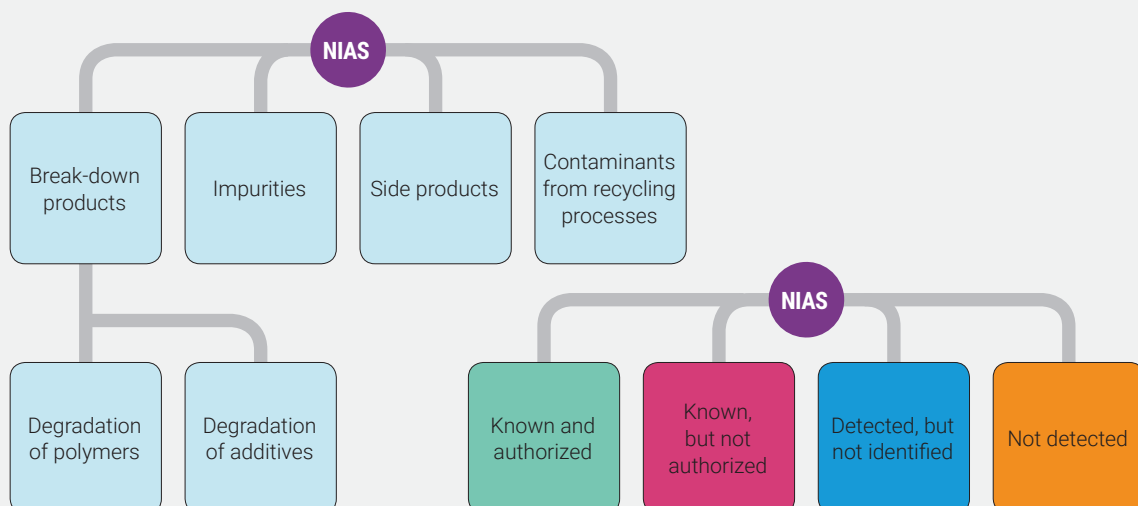 NIAS
Break-down
products
Impurities
Side products
Contaminants
from recycling
processes
Degradation
of polymers
Degradation
of additives
NIAS
Known and
authorized
Known,
but not
authorized
Detected, but
not identified
Not detected